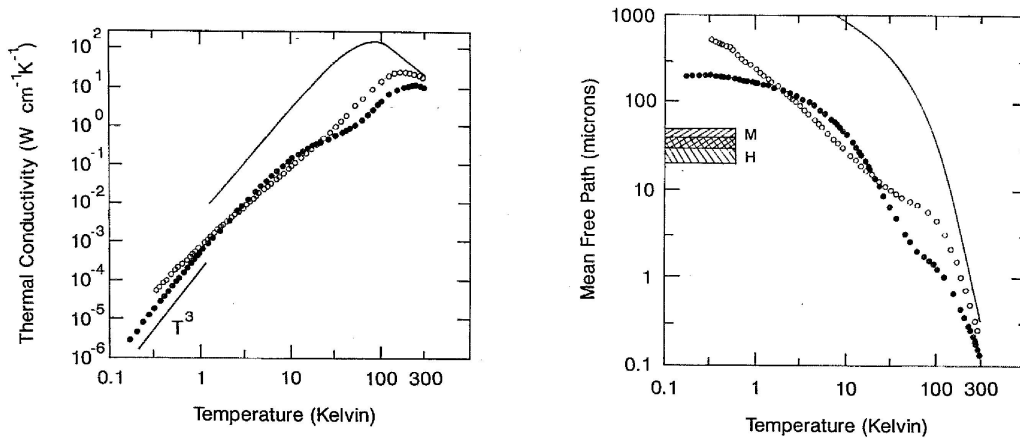 Thermal Conductivity (W cm⁻¹K⁻¹)
10²
10¹
10⁰
10⁻¹
10⁻²
10⁻³
10⁻⁴
10⁻⁵
10⁻⁶
T³
0.1 1 10 100 300
Temperature (Kelvin)
Mean Free Path (microns)
1000
100
10
1
0.1
M
H
0.1 1 10 100 300
Temperature (Kelvin)